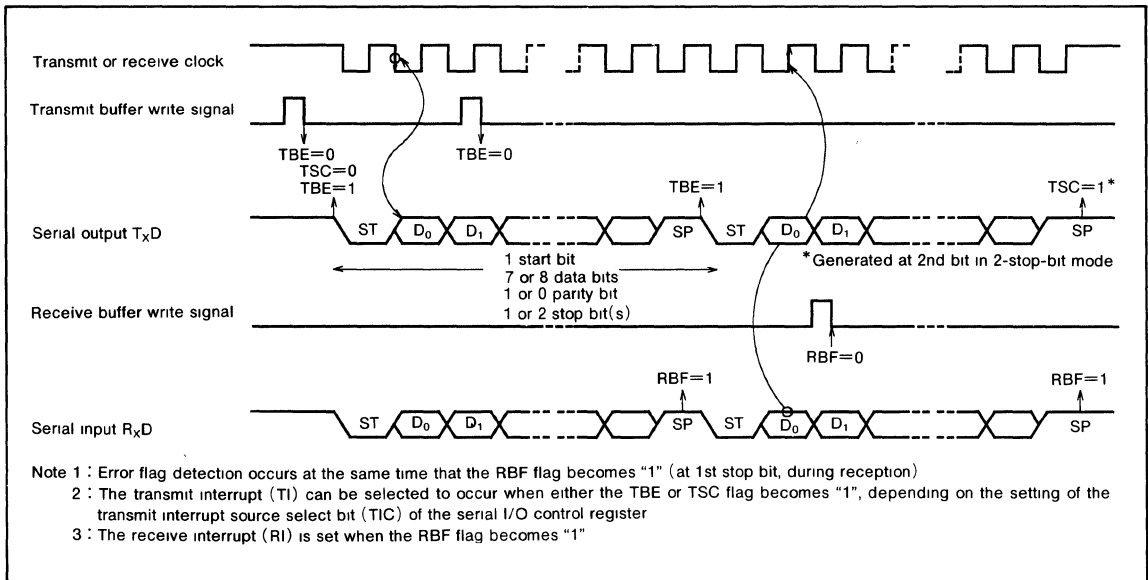 Transmit or receive clock
Transmit buffer write signal
TBE=0
TSC=0
TBE=1
TBE=0
TBE=1
TSC=1*
Serial output TxD
ST D0 D1 SP ST D0 D1 SP
1 start bit
7 or 8 data bits
1 or 0 parity bit
1 or 2 stop bit(s)
*Generated at 2nd bit in 2-stop-bit mode
Receive buffer write signal
RBF=0
RBF=1
RBF=1
Serial input RxD
ST D0 D1 SP ST D0 D1 SP
Note 1 : Error flag detection occurs at the same time that the RBF flag becomes “1” (at 1st stop bit, during reception)
2 : The transmit interrupt (TI) can be selected to occur when either the TBE or TSC flag becomes “1”, depending on the setting of the
transmit interrupt source select bit (TIC) of the serial I/O control register
3 : The receive interrupt (RI) is set when the RBF flag becomes “1”